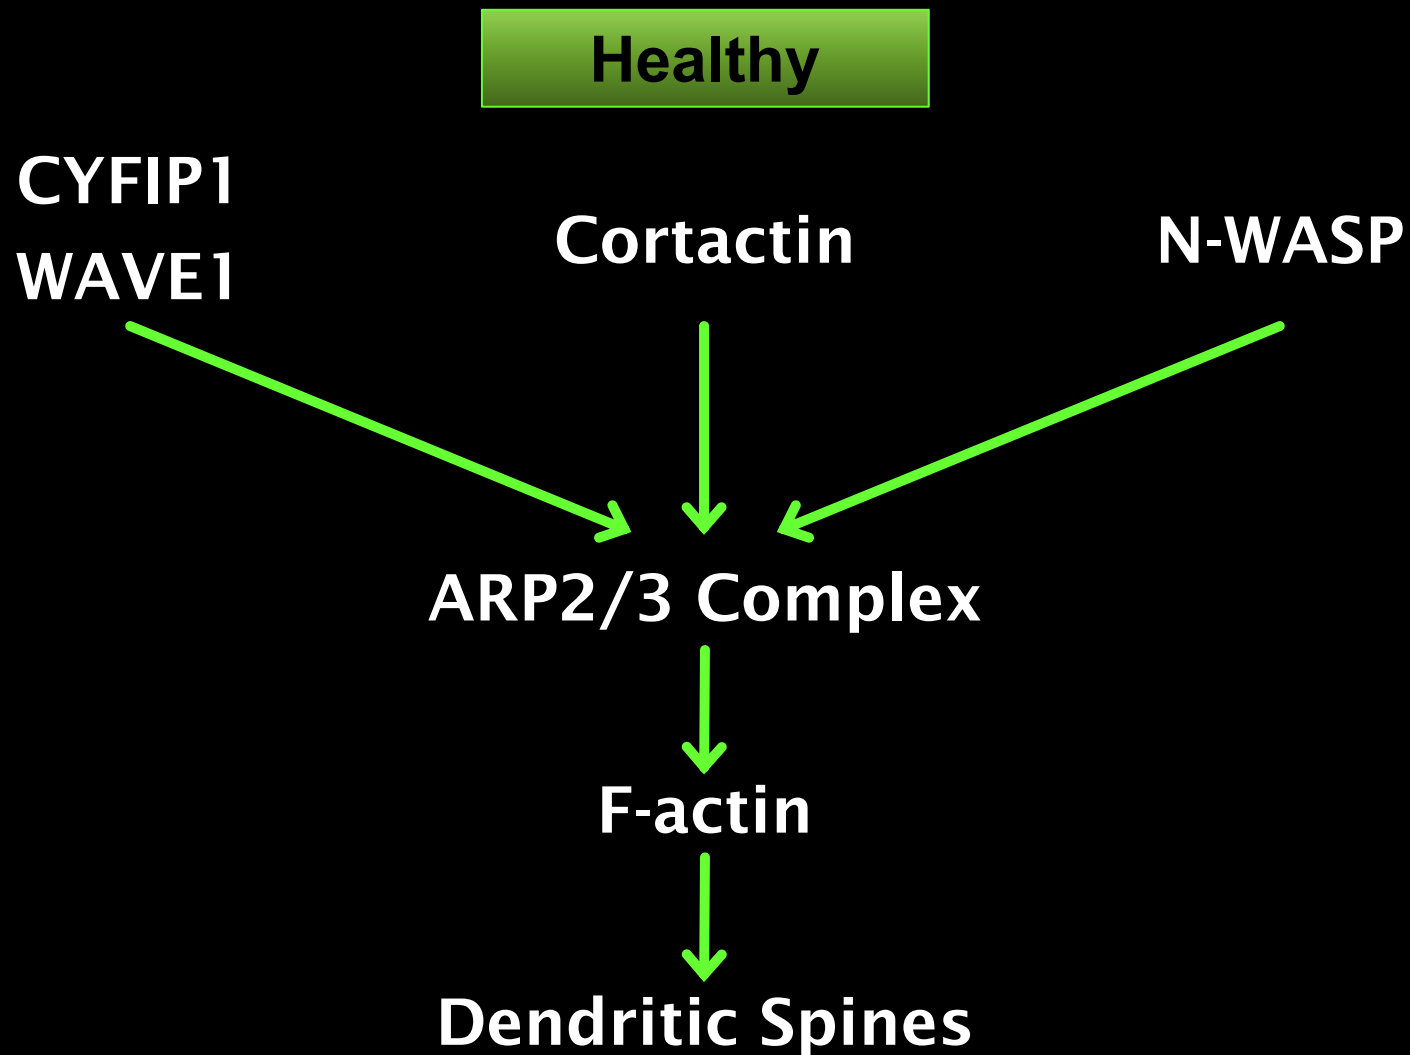 Healthy
CYFIP1
WAVE1
Cortactin
N-WASP
ARP2/3 Complex
F-actin
Dendritic Spines